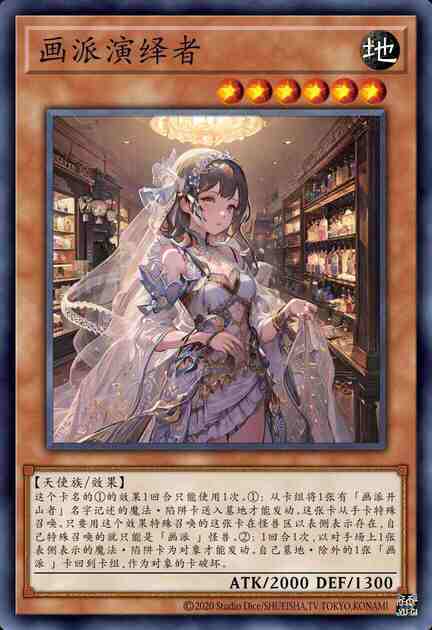 画派演绎者
地
【天使族/效果】
这个卡名的①的效果1回合只能使用1次。①：从卡组将1张有「画派开
山者」名字记述的魔法·陷阱卡送入墓地才能发动。这张卡从手卡特殊
召唤。只要用这个效果特殊召唤的这张卡在怪兽区以表侧表示存在，自
己特殊召唤的就只能是「画派 」怪兽。②：1回合1次，以对手场上1张
表侧表示的魔法·陷阱卡为对象才能发动。自己墓地·除外的1张「画
派 」卡回到卡组，作为对象的卡破坏。
ATK/2000 DEF/1300
©2020 Studio Dice/SHUEISHA,TV TOKYO,KONAMI